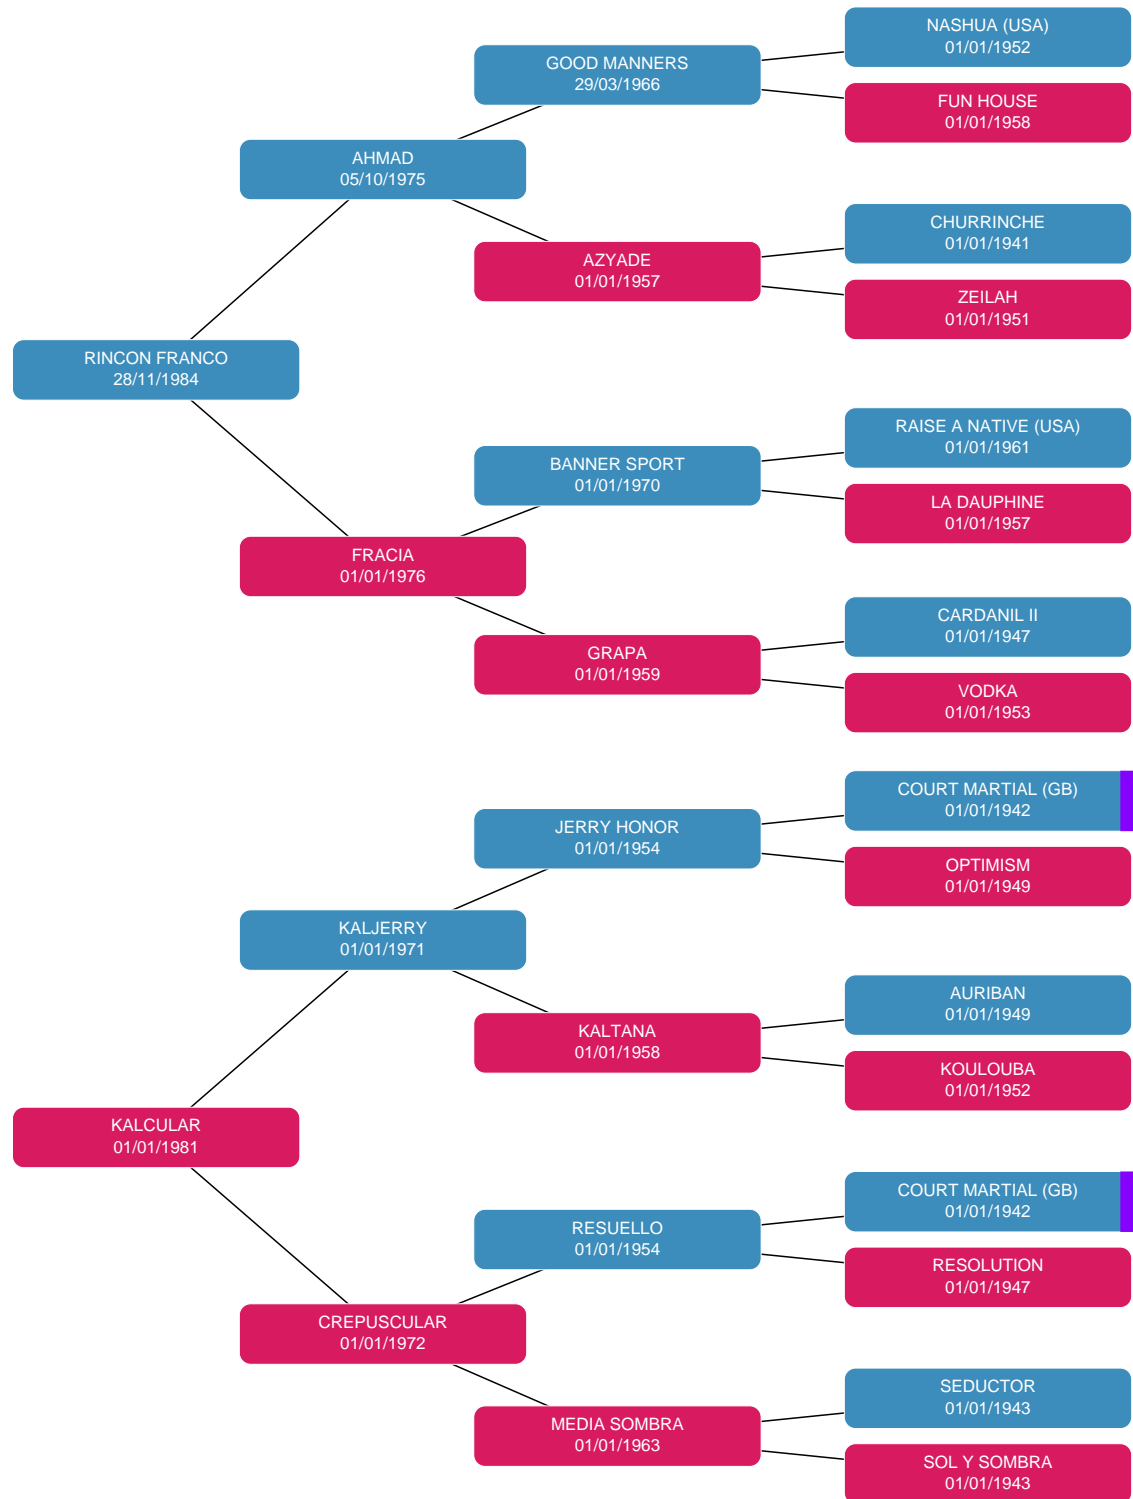 NASHUA (USA)
01/01/1952
GOOD MANNERS
29/03/1966
FUN HOUSE
01/01/1958
AHMAD
05/10/1975
CHURRINCHE
01/01/1941
AZYADE
01/01/1957
ZEILAH
01/01/1951
RINCON FRANCO
28/11/1984
RAISE A NATIVE (USA)
01/01/1961
BANNER SPORT
01/01/1970
LA DAUPHINE
01/01/1957
FRACIA
01/01/1976
CARDANIL II
01/01/1947
GRAPA
01/01/1959
VODKA
01/01/1953
COURT MARTIAL (GB)
01/01/1942
JERRY HONOR
01/01/1954
OPTIMISM
01/01/1949
KALJERRY
01/01/1971
AURIBAN
01/01/1949
KALTANA
01/01/1958
KOULOUBA
01/01/1952
KALCULAR
01/01/1981
COURT MARTIAL (GB)
01/01/1942
RESUELLO
01/01/1954
RESOLUTION
01/01/1947
CREPUSCULAR
01/01/1972
SEDUCTOR
01/01/1943
MEDIA SOMBRA
01/01/1963
SOL Y SOMBRA
01/01/1943